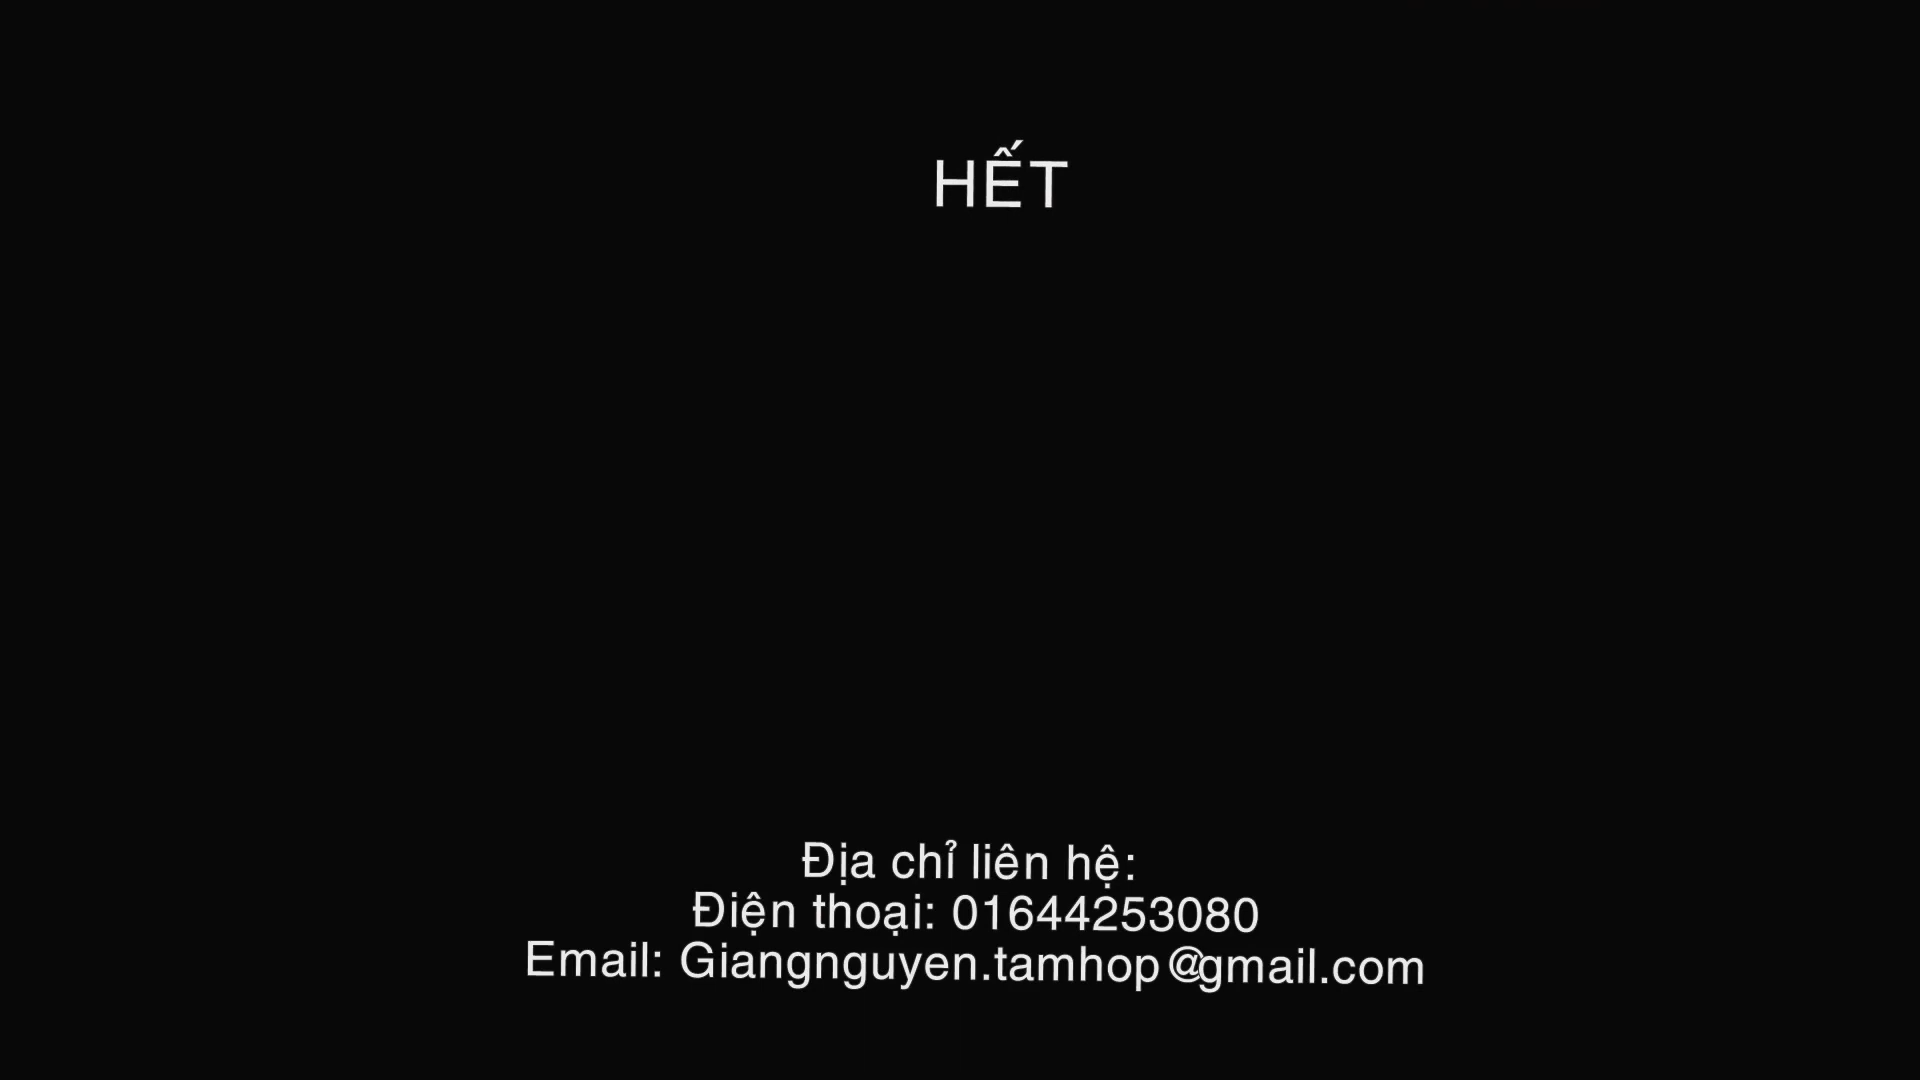 HẾT
Địa chỉ liên hệ:
Điện thoại: 01644253080
Email: Giangnguyen.tamhop@gmail.com